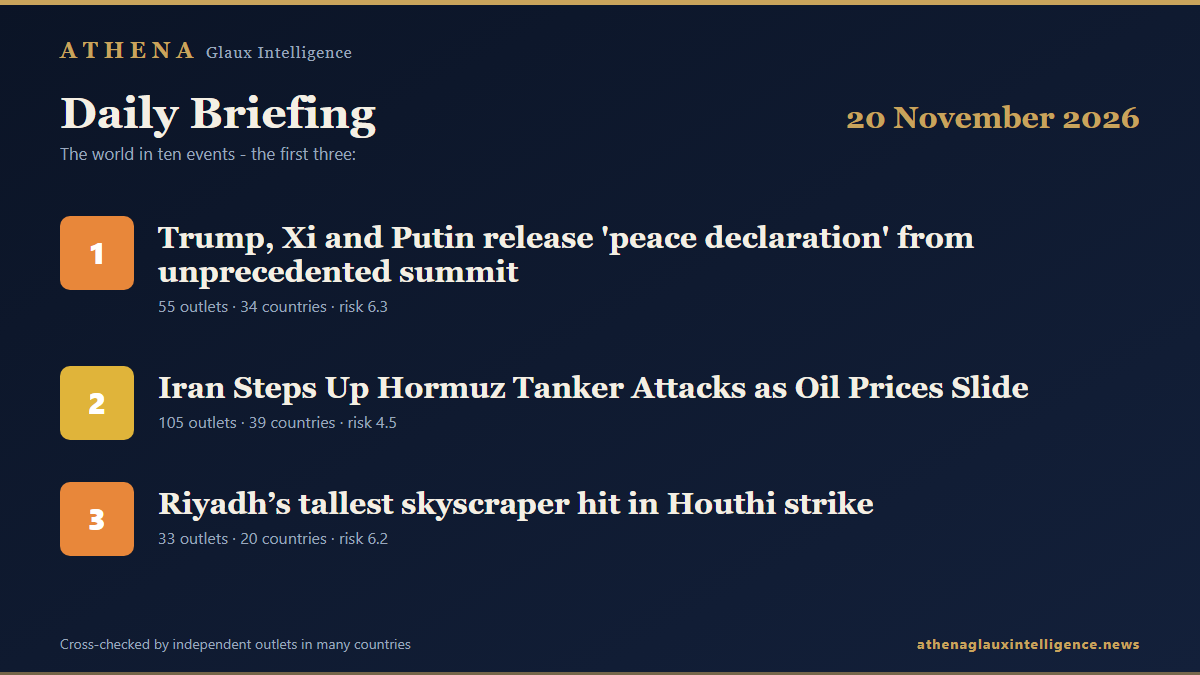 ATHENA Glaux Intelligence
Daily Briefing
20 November 2026
The world in ten events - the first three:
1
Trump, Xi and Putin release 'peace declaration' from
unprecedented summit
55 outlets · 34 countries · risk 6.3
2
Iran Steps Up Hormuz Tanker Attacks as Oil Prices Slide
105 outlets · 39 countries · risk 4.5
3
Riyadh’s tallest skyscraper hit in Houthi strike
33 outlets · 20 countries · risk 6.2
Cross-checked by independent outlets in many countries
athenaglauxintelligence.news